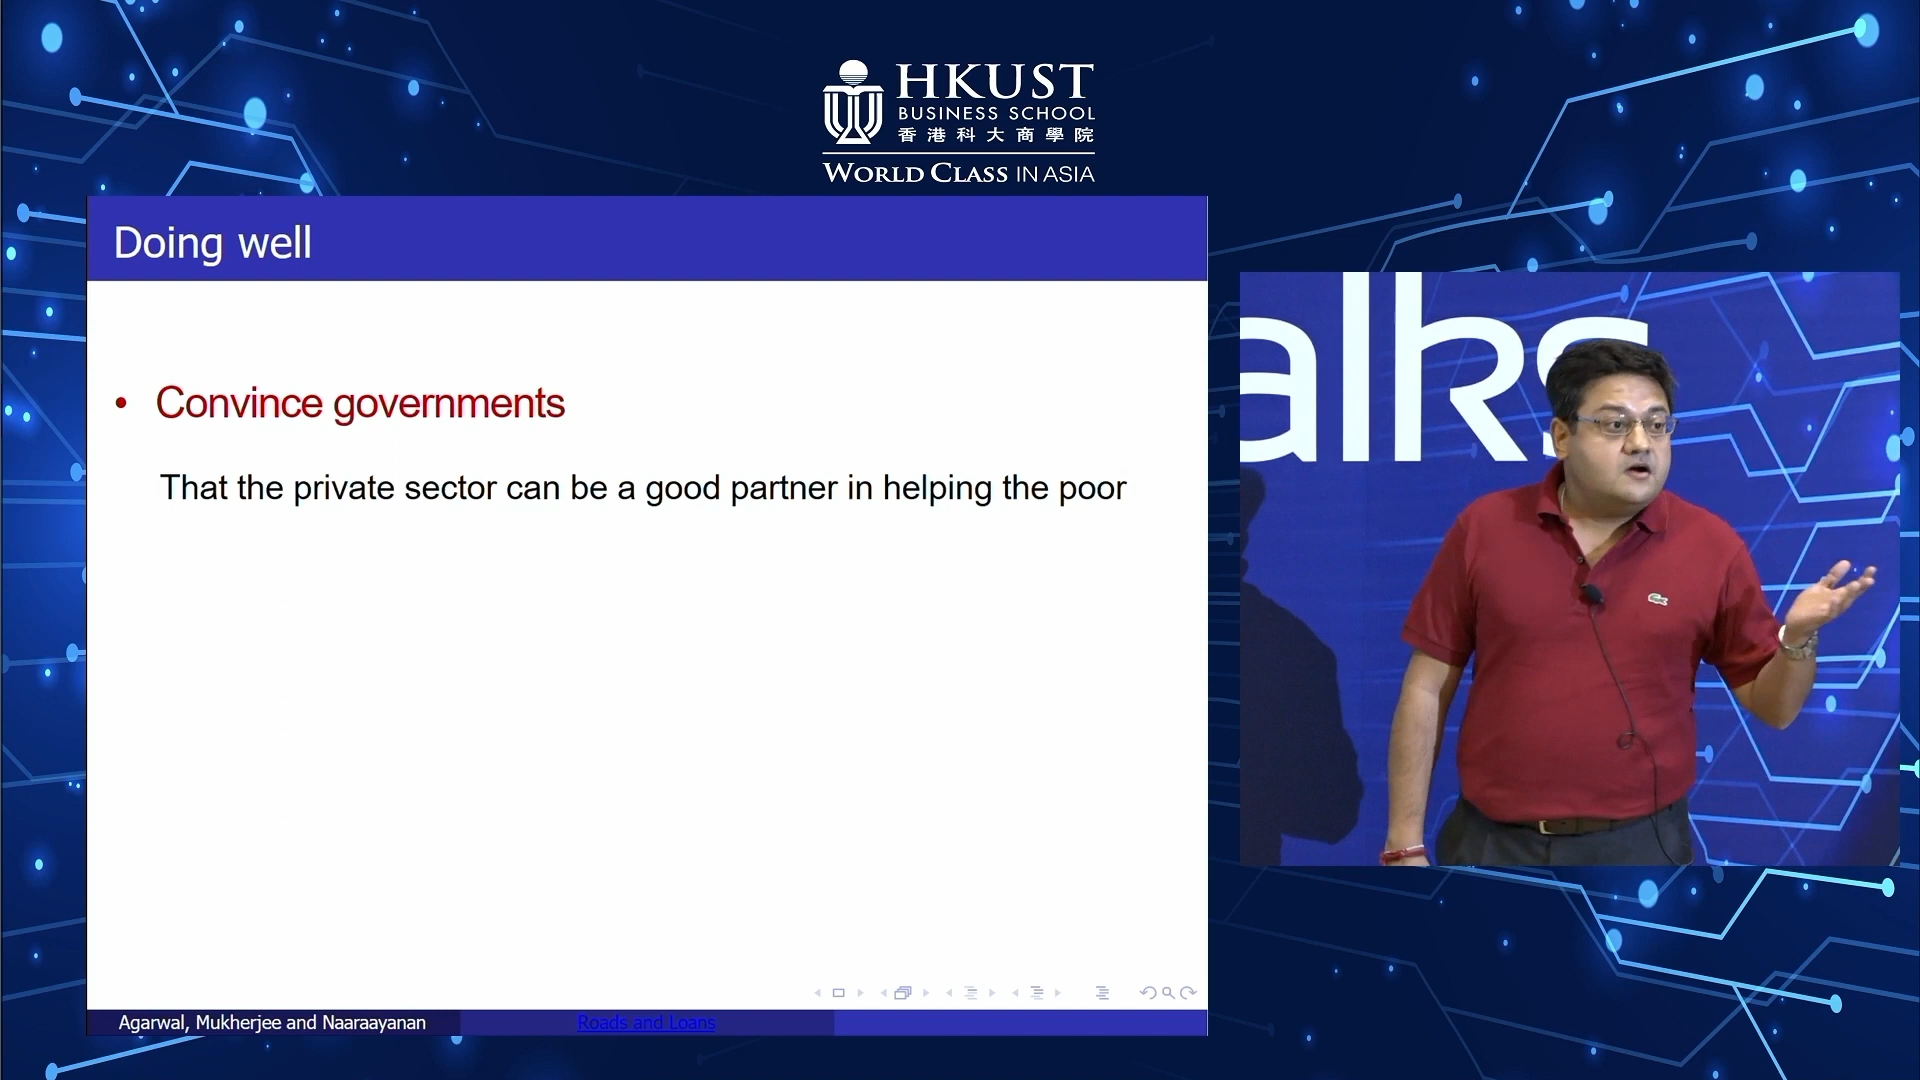 HKUST
BUSINESS SCHOOL
香港科大商學院
WORLD CLASS IN ASIA
Doing well
• Convince governments
That the private sector can be a good partner in helping the poor
Agarwal, Mukherjee and Naaraayanan
Roads and Loans
alks